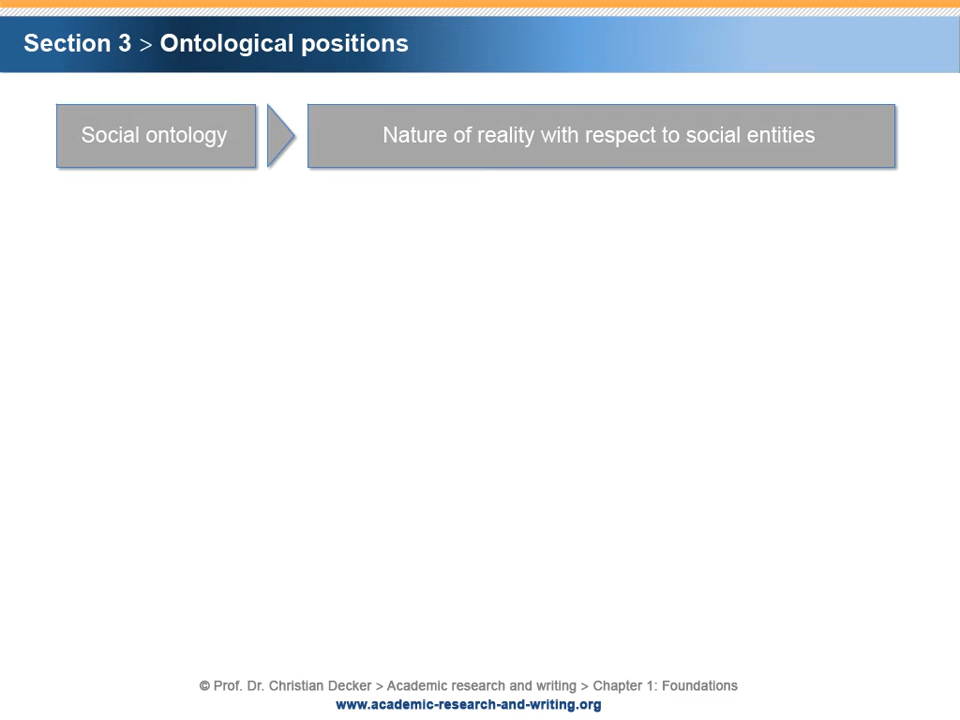 Section 3 > Ontological positions
Social ontology
Nature of reality with respect to social entities
© Prof. Dr. Christian Decker > Academic research and writing > Chapter 1: Foundations
www.academic-research-and-writing.org